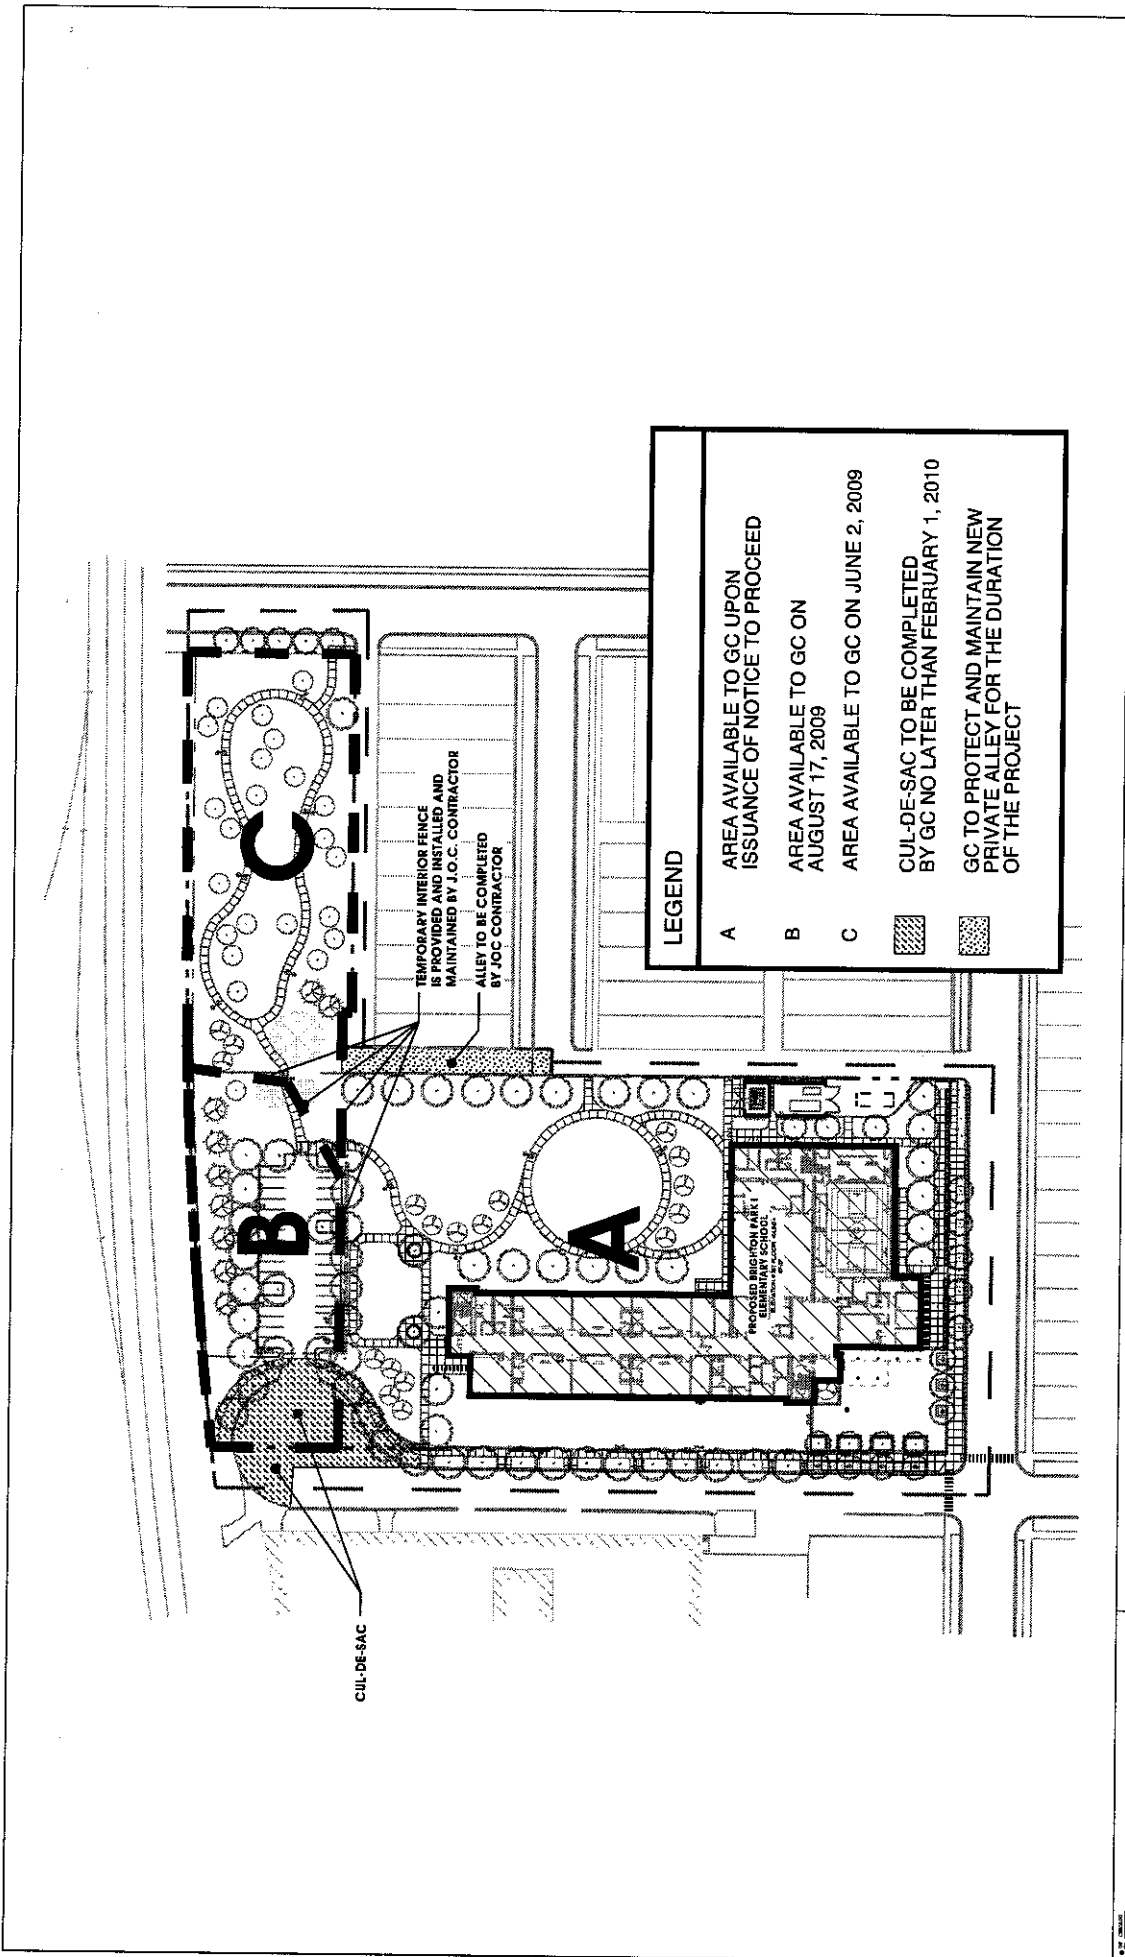 C
B
A
TEMPORARY INTERIOR FENCE
IS PROVIDED AND INSTALLED AND
MAINTAINED BY J.O.C. CONTRACTOR
ALLEY TO BE COMPLETED
BY JOC CONTRACTOR
CUL-DE-SAC
PROPOSED BRIGHTON PARK I
ELEMENTARY SCHOOL
LEGEND
A AREA AVAILABLE TO GC UPON
ISSUANCE OF NOTICE TO PROCEED
B AREA AVAILABLE TO GC ON
AUGUST 17, 2009
C AREA AVAILABLE TO GC ON JUNE 2, 2009
CUL-DE-SAC TO BE COMPLETED
BY GC NO LATER THAN FEBRUARY 1, 2010
GC TO PROTECT AND MAINTAIN NEW
PRIVATE ALLEY FOR THE DURATION
OF THE PROJECT